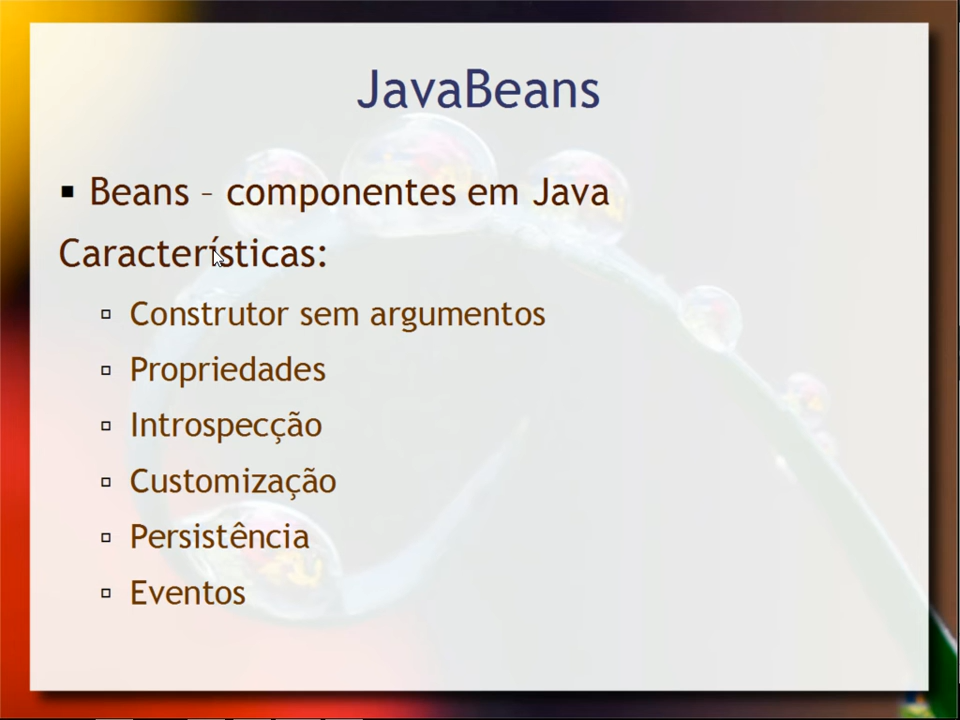 JavaBeans
▪ Beans – componentes em Java
Características:
▫ Construtor sem argumentos
▫ Propriedades
▫ Introspecção
▫ Customização
▫ Persistência
▫ Eventos